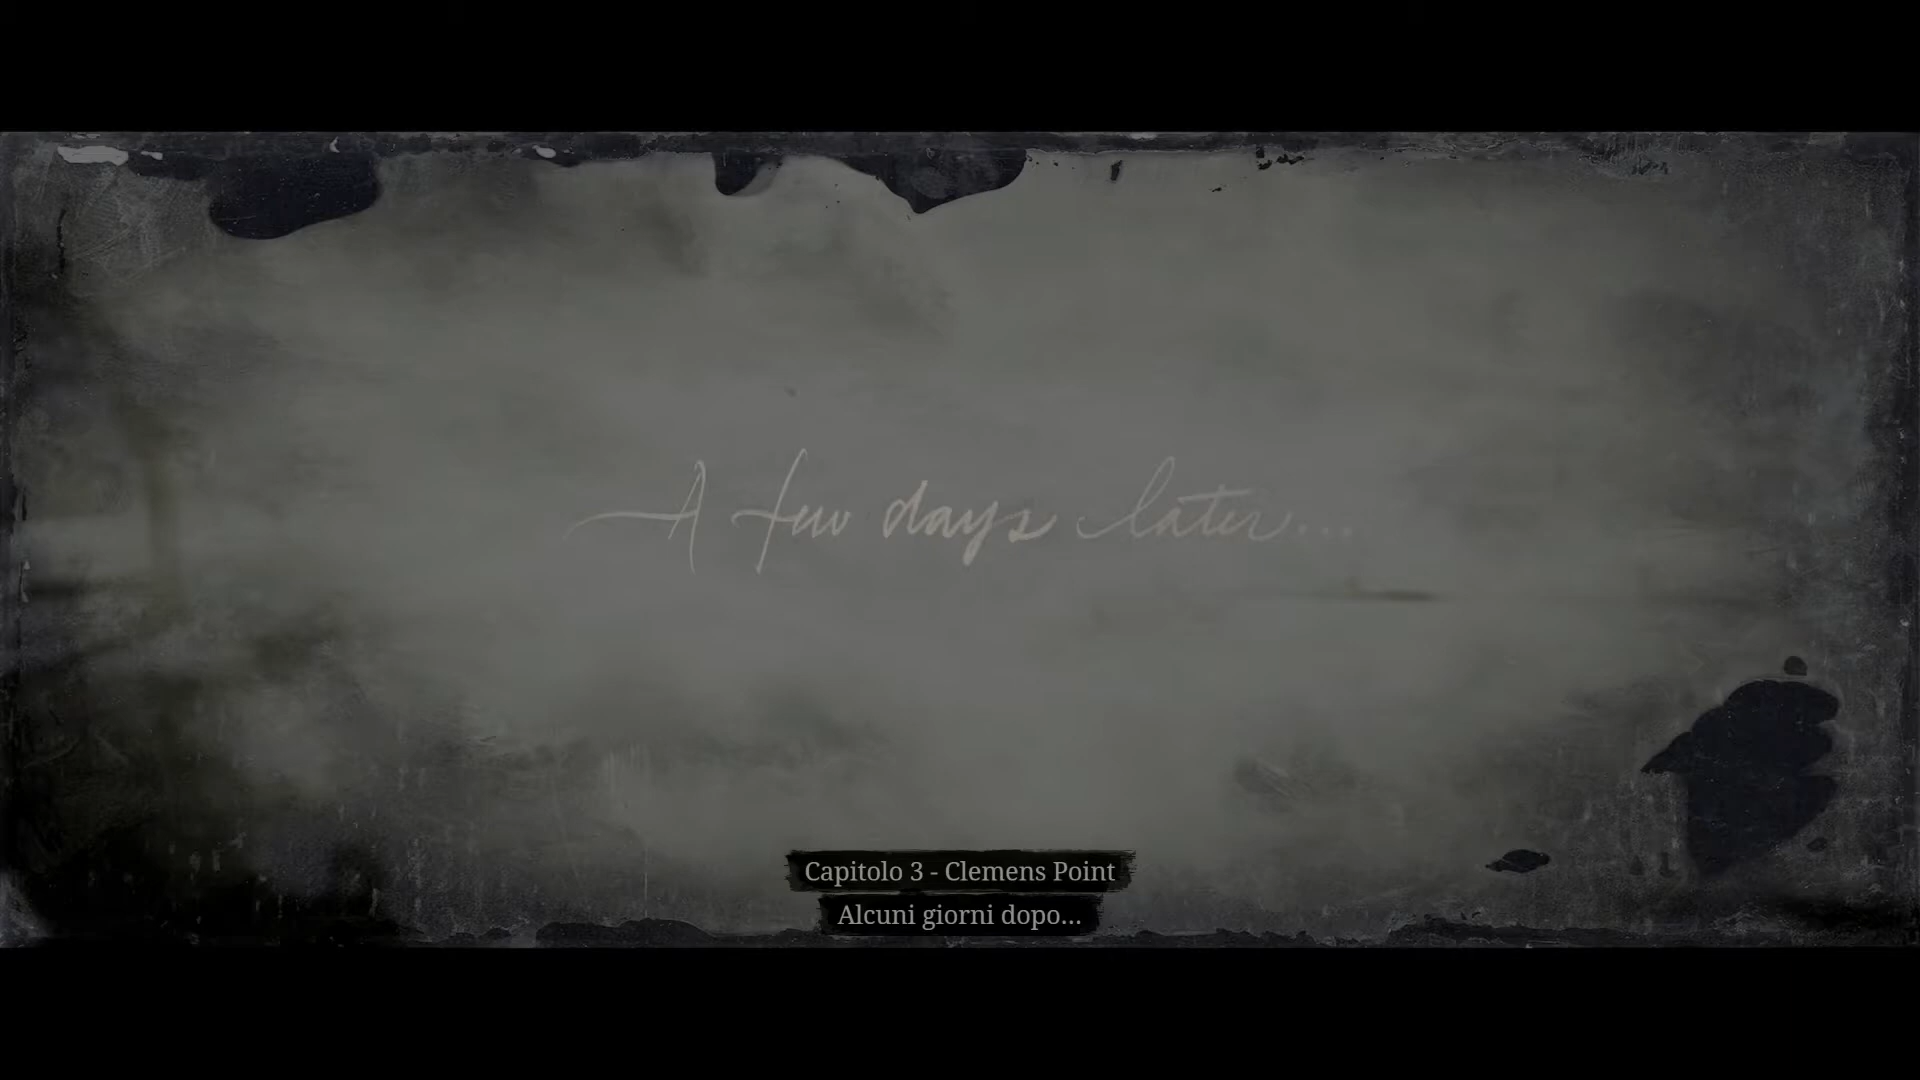 A few days later...
Capitolo 3 - Clemens Point
Alcuni giorni dopo...